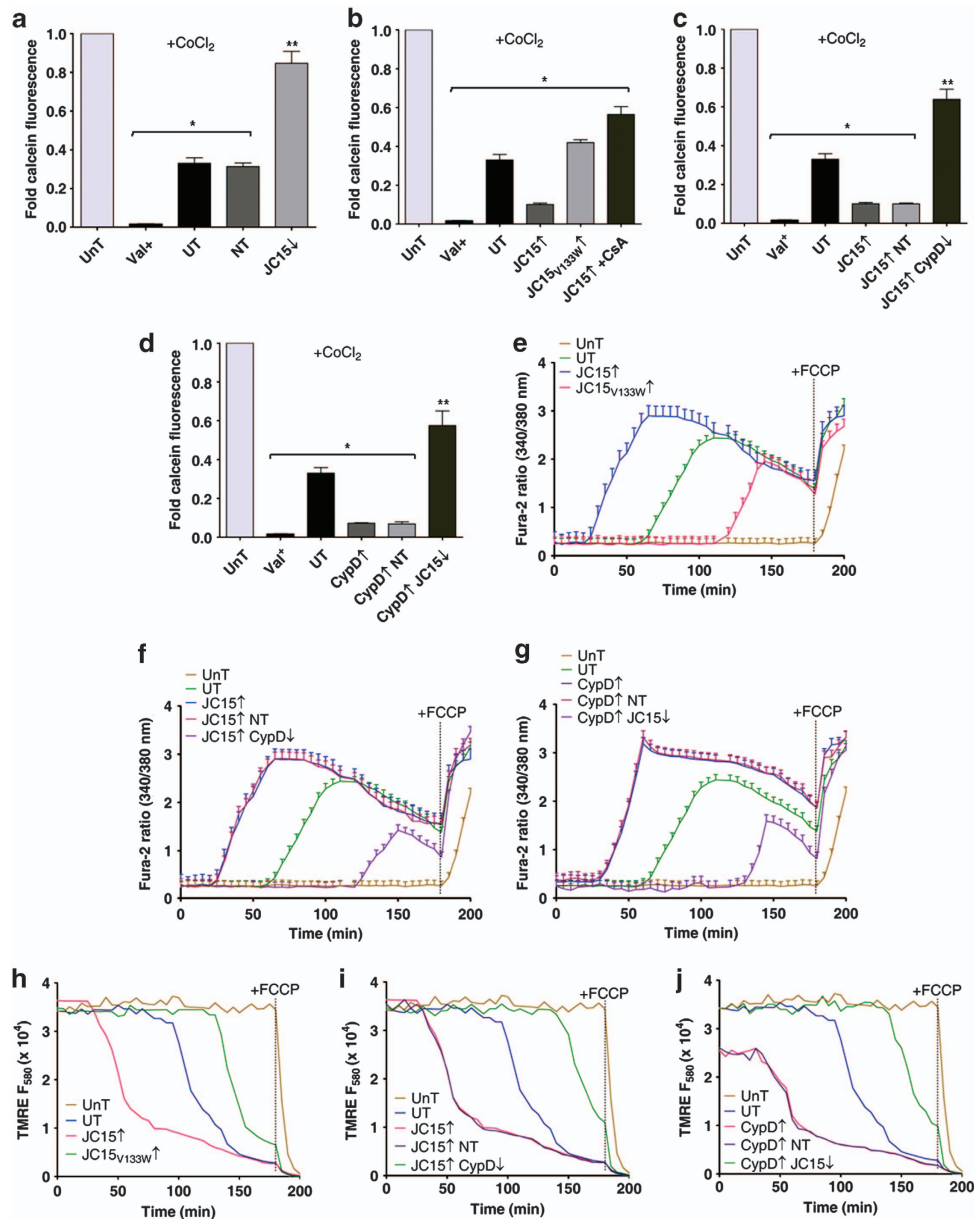 a
+CoCl2
**
*
Fold calcein fluorescence
1.0
0.8
0.6
0.4
0.2
0.0
UnT
Val+
UT
NT
JC15↓
b
+CoCl2
*
Fold calcein fluorescence
1.0
0.8
0.6
0.4
0.2
0.0
UnT
Val+
UT
JC15↑
JC15V133W↑
JC15↑ +CsA
c
+CoCl2
**
*
Fold calcein fluorescence
1.0
0.8
0.6
0.4
0.2
0.0
UnT
Val+
UT
JC15↑
JC15↑ NT
JC15↑ CypD↓
d
+CoCl2
**
*
Fold calcein fluorescence
1.0
0.8
0.6
0.4
0.2
0.0
UnT
Val+
UT
CypD↑
CypD↑ NT
CypD↑ JC15↓
e
UnT
UT
JC15↑
JC15V133W↑
+FCCP
Fura-2 ratio (340/380 nm)
4
3
2
1
0
0 50 100 150 200
Time (min)
f
UnT
UT
JC15↑
JC15↑ NT
JC15↑ CypD↓
+FCCP
Fura-2 ratio (340/380 nm)
4
3
2
1
0
0 50 100 150 200
Time (min)
g
UnT
UT
CypD↑
CypD↑ NT
CypD↑ JC15↓
+FCCP
Fura-2 ratio (340/380 nm)
4
3
2
1
0
0 50 100 150 200
Time (min)
h
+FCCP
TMRE F580 (x 10⁴)
4
3
2
1
0
UnT
UT
JC15↑
JC15V133W↑
0 50 100 150 200
Time (min)
i
+FCCP
TMRE F580 (x 10⁴)
4
3
2
1
0
UnT
UT
JC15↑
JC15↑ NT
JC15↑ CypD↓
0 50 100 150 200
Time (min)
j
+FCCP
TMRE F580 (x 10⁴)
4
3
2
1
0
UnT
UT
CypD↑
CypD↑ NT
CypD↑ JC15↓
0 50 100 150 200
Time (min)